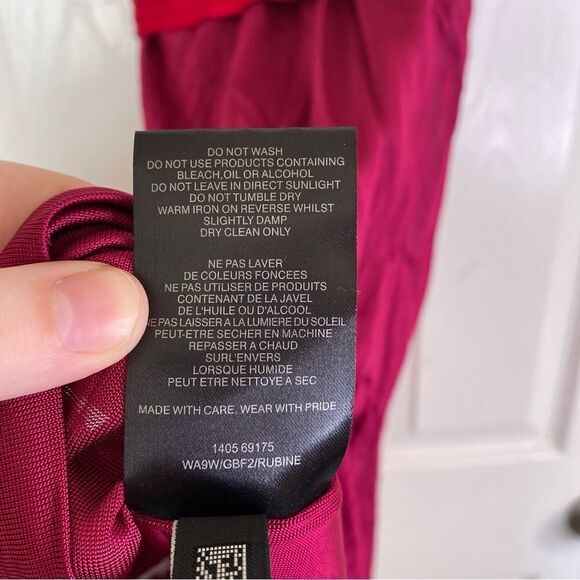 DO NOT WASH
DO NOT USE PRODUCTS CONTAINING
BLEACH,OIL OR ALCOHOL
DO NOT LEAVE IN DIRECT SUNLIGHT
DO NOT TUMBLE DRY
WARM IRON ON REVERSE WHILST
SLIGHTLY DAMP
DRY CLEAN ONLY
NE PAS LAVER
DE COLEURS FONCEES
NE PAS UTILISER DE PRODUITS
CONTENANT DE LA JAVEL
DE L'HUILE OU D'ALCOOL
NE PAS LAISSER A LA LUMIERE DU SOLEIL
PEUT-ETRE SECHER EN MACHINE
REPASSER A CHAUD
SURL'ENVERS
LORSQUE HUMIDE
PEUT ETRE NETTOYE A SEC
MADE WITH CARE, WEAR WITH PRIDE
1405 69175
WA9W/GBF2/RUBINE